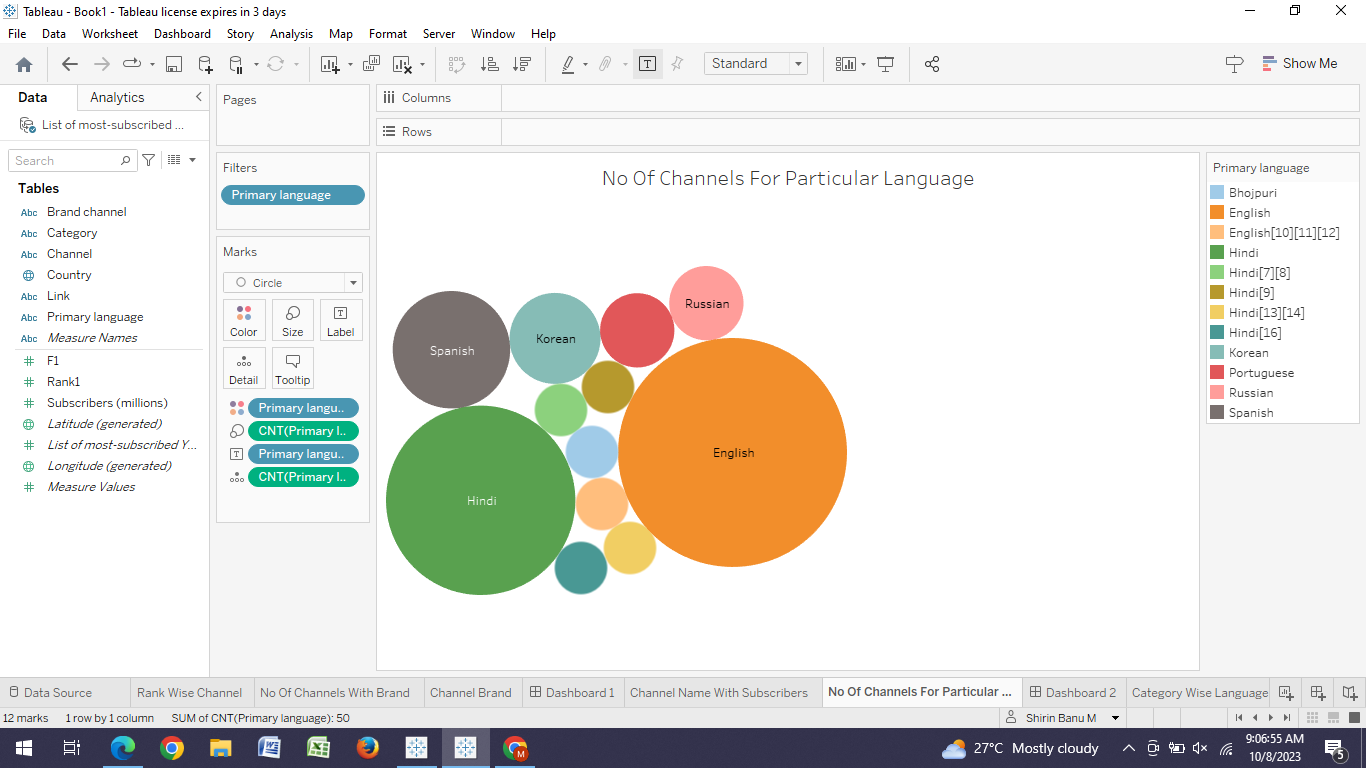 Tableau - Book1 - Tableau license expires in 3 days
File Data Worksheet Dashboard Story Analysis Map Format Server Window Help
Standard
Show Me
Data Analytics
List of most-subscribed ...
Search
Tables
Abc Brand channel
Abc Category
Abc Channel
Country
Abc Link
Abc Primary language
Abc Measure Names
F1
Rank1
Subscribers (millions)
Latitude (generated)
List of most-subscribed Y...
Longitude (generated)
Measure Values
Pages
Filters
Primary language
Marks
Circle
Color Size Label
Detail Tooltip
Primary langu..
CNT(Primary l..
Primary langu..
CNT(Primary l..
Columns
Rows
No Of Channels For Particular Language
Russian
Korean
Spanish
English
Hindi
Primary language
Bhojpuri
English
English[10][11][12]
Hindi
Hindi[7][8]
Hindi[9]
Hindi[13][14]
Hindi[16]
Korean
Portuguese
Russian
Spanish
Data Source Rank Wise Channel No Of Channels With Brand Channel Brand Dashboard 1 Channel Name With Subscribers No Of Channels For Particular ... Dashboard 2 Category Wise Language
12 marks 1 row by 1 column SUM of CNT(Primary language): 50 Shirin Banu M
27°C Mostly cloudy
9:06:55 AM
10/8/2023
5